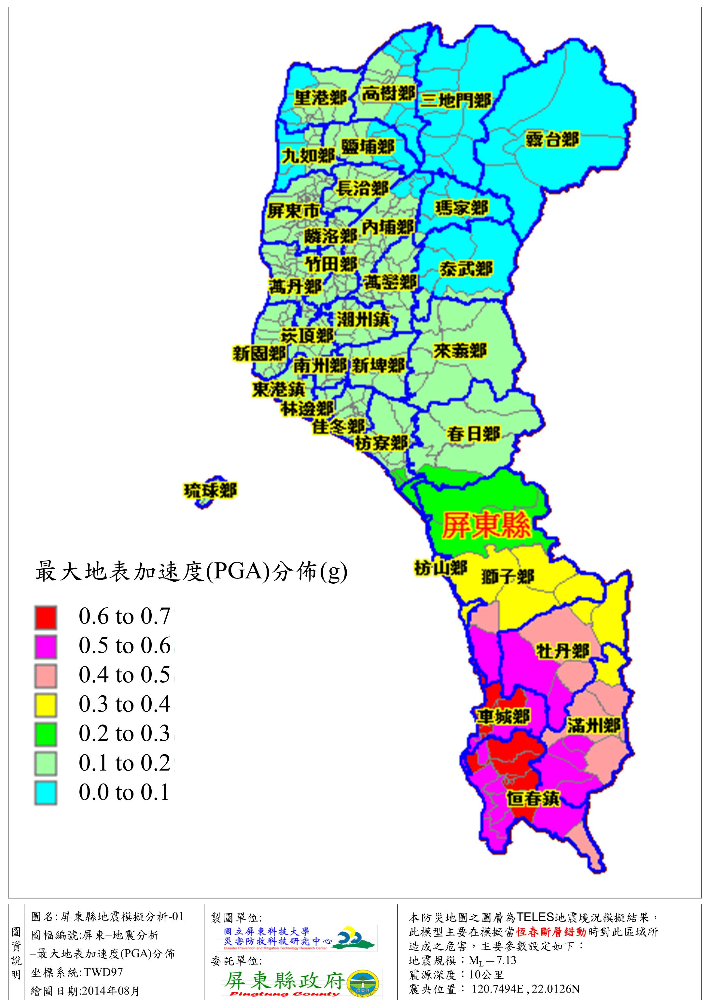 里港鄉
高樹鄉
三地門鄉
霧台鄉
九如鄉
鹽埔鄉
長治鄉
屏東市
瑪家鄉
內埔鄉
麟洛鄉
竹田鄉
泰武鄉
萬丹鄉
萬巒鄉
潮州鎮
崁頂鄉
新園鄉
來義鄉
南州鄉
新埤鄉
東港鎮
林邊鄉
佳冬鄉
枋寮鄉
春日鄉
琉球鄉
屏東縣
枋山鄉
獅子鄉
牡丹鄉
車城鄉
滿州鄉
恒春鎮
最大地表加速度(PGA)分佈(g)
0.6 to 0.7
0.5 to 0.6
0.4 to 0.5
0.3 to 0.4
0.2 to 0.3
0.1 to 0.2
0.0 to 0.1
圖資說明
圖名:屏東縣地震模擬分析-01
圖幅編號:屏東–地震分析
–最大地表加速度(PGA)分佈
坐標系統:TWD97
繪圖日期:2014年08月
製圖單位:
國立屏東科技大學
災害防救科技研究中心
Disaster Prevention and Mitigation Technology Research Center
委託單位:
屏東縣政府
Pingtung County
本防災地圖之圖層為TELES地震境況模擬結果，
此模型主要在模擬當恆春斷層錯動時對此區域所
造成之危害，主要參數設定如下：
地震規模：ML＝7.13
震源深度：10公里
震央位置： 120.7494E , 22.0126N